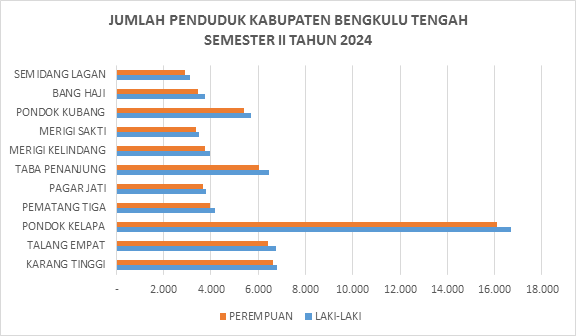 JUMLAH PENDUDUK KABUPATEN BENGKULU TENGAH
SEMESTER II TAHUN 2024
SEMIDANG LAGAN
BANG HAJI
PONDOK KUBANG
MERIGI SAKTI
MERIGI KELINDANG
TABA PENANJUNG
PAGAR JATI
PEMATANG TIGA
PONDOK KELAPA
TALANG EMPAT
KARANG TINGGI
- 2.000 4.000 6.000 8.000 10.000 12.000 14.000 16.000 18.000
PEREMPUAN LAKI-LAKI